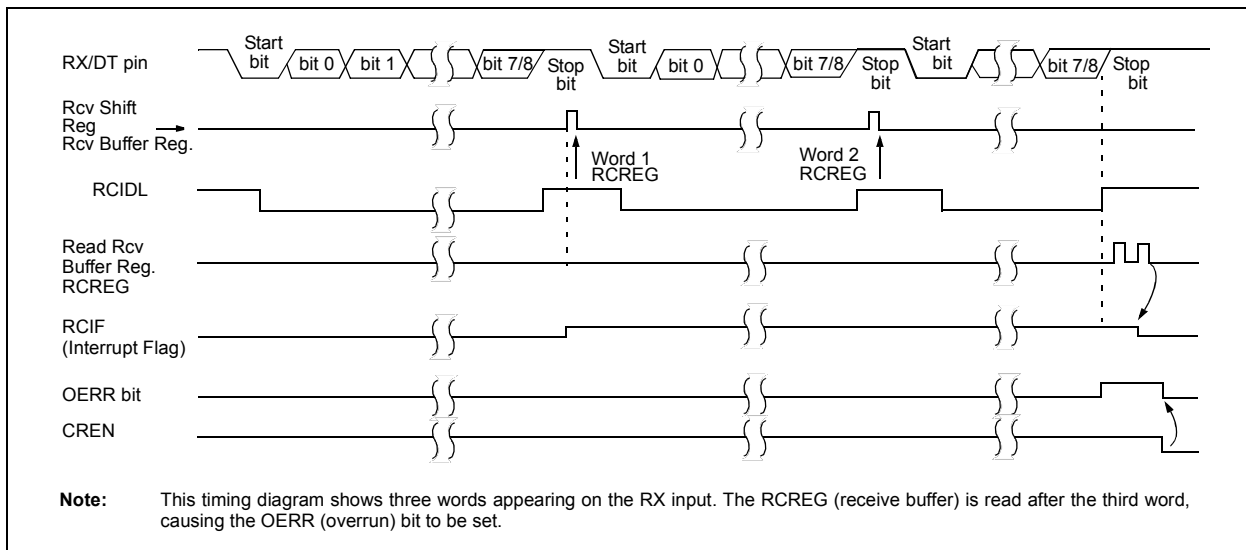 Start bit
bit 0
bit 1
bit 7/8
Stop bit
Start bit
bit 0
bit 7/8
Stop bit
Start bit
bit 7/8
Stop bit
RX/DT pin
Rcv Shift
Reg
Rcv Buffer Reg.
Word 1
RCREG
Word 2
RCREG
RCIDL
Read Rcv
Buffer Reg.
RCREG
RCIF
(Interrupt Flag)
OERR bit
CREN
Note: This timing diagram shows three words appearing on the RX input. The RCREG (receive buffer) is read after the third word,
causing the OERR (overrun) bit to be set.